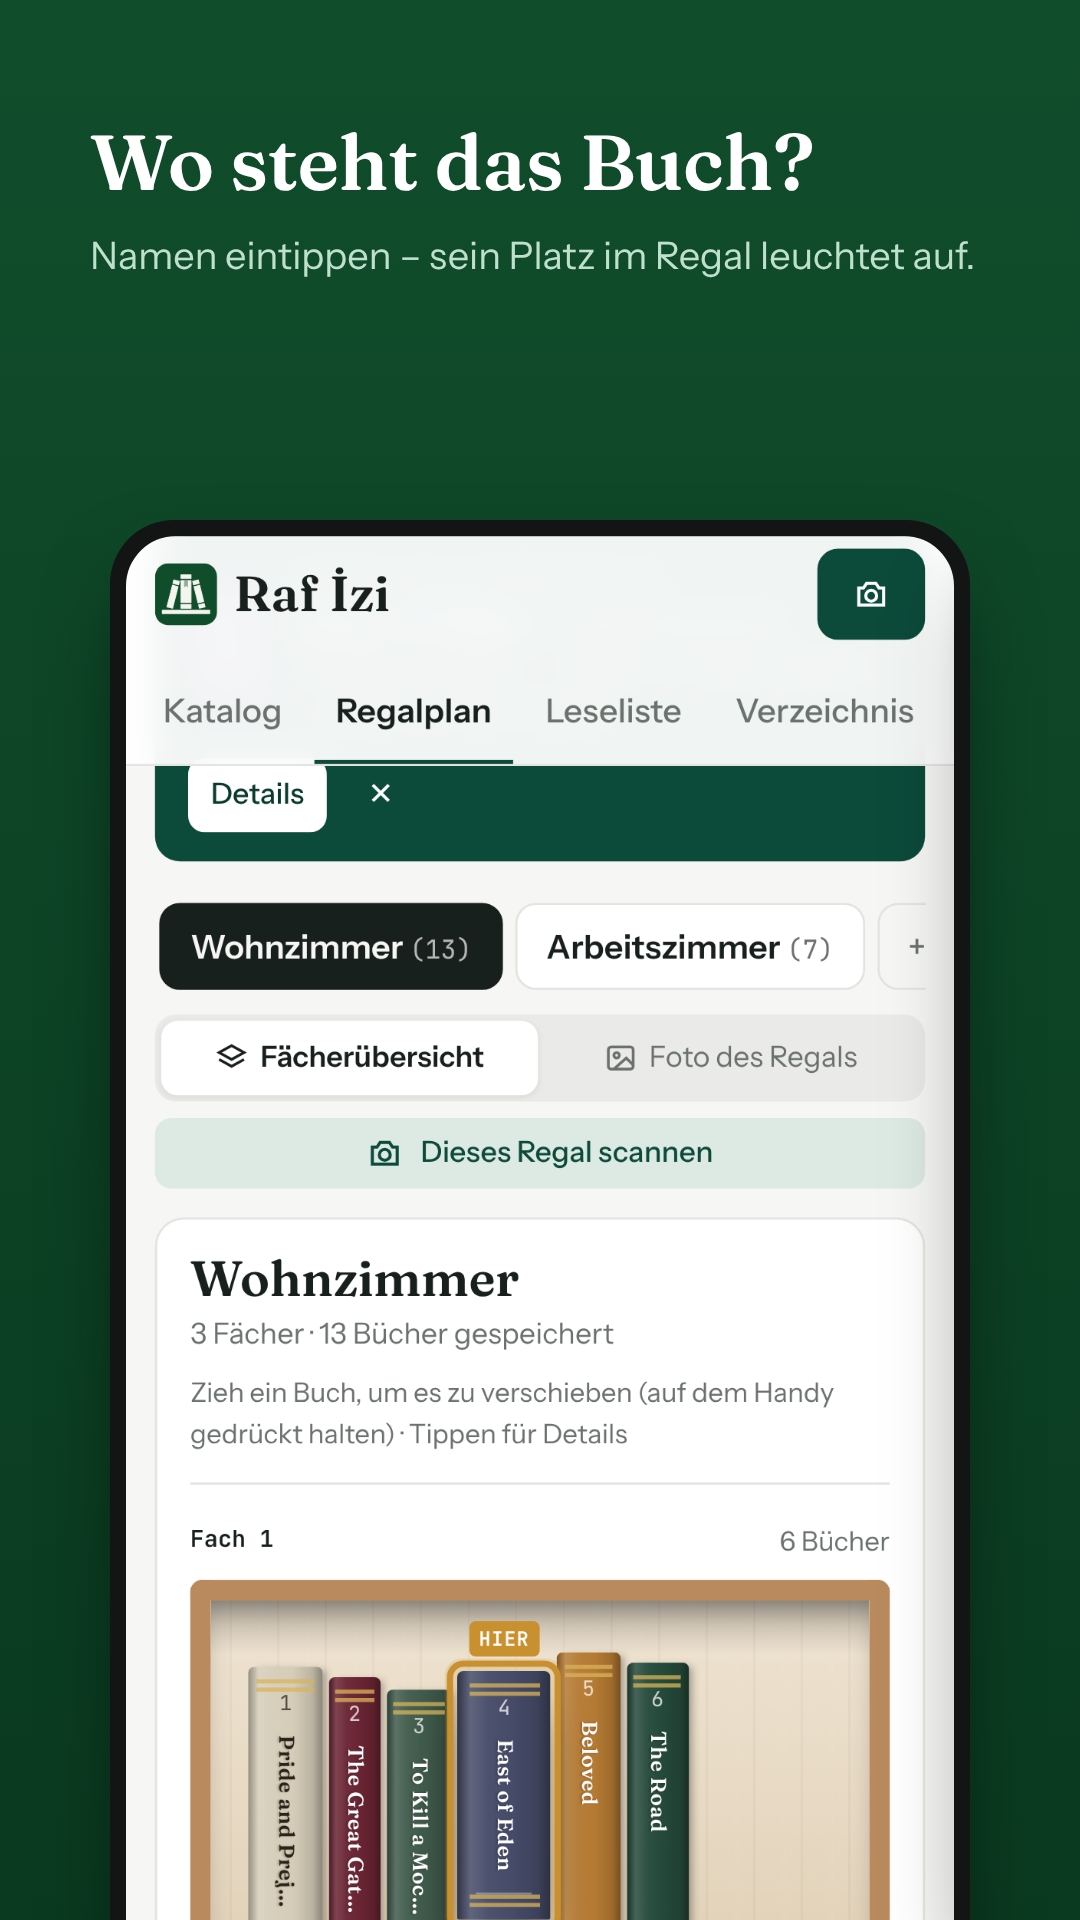 Wo steht das Buch?
Namen eintippen – sein Platz im Regal leuchtet auf.
Raf İzi
Katalog Regalplan Leseliste Verzeichnis
Details ×
Wohnzimmer (13) Arbeitszimmer (7) +
Fächerübersicht Foto des Regals
Dieses Regal scannen
Wohnzimmer
3 Fächer · 13 Bücher gespeichert
Zieh ein Buch, um es zu verschieben (auf dem Handy
gedrückt halten) · Tippen für Details
Fach 1 6 Bücher
HIER
1 Pride and Prej...
2 The Great Gat...
3 To Kill a Moc...
4 East of Eden
5 Beloved
6 The Road